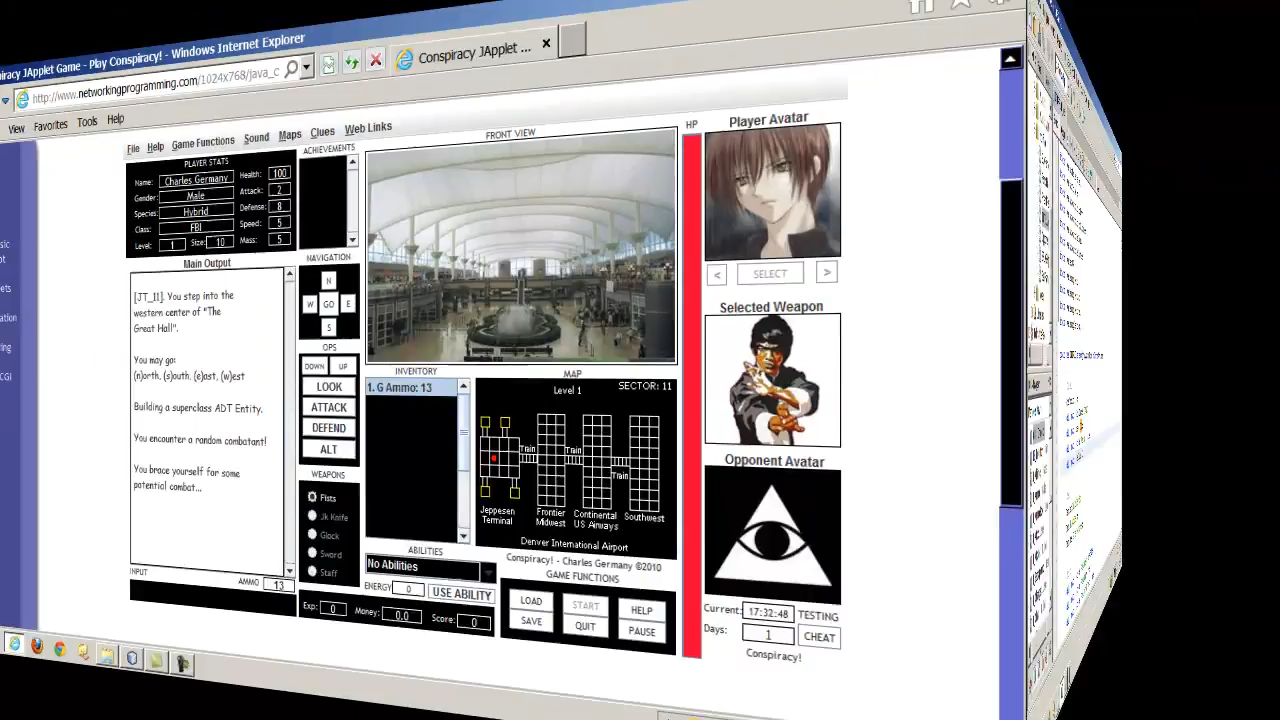 iracy JApplet Game - Play Conspiracy! - Windows Internet Explorer
http://www.networkingprogramming.com/1024x768/java_c
Conspiracy JApplet ...
View Favorites Tools Help
File Help Game Functions Sound Maps Clues Web Links
PLAYER STATS
Name: Charles Germany
Gender: Male
Species: Hybrid
Class: FBI
Level: 1 Size: 10
Health: 100
Attack: 2
Defense: 8
Speed: 5
Mass: 5
ACHIEVEMENTS
FRONT VIEW
HP
Player Avatar
< SELECT >
Main Output
[JT_11]. You step into the
western center of "The
Great Hall".
You may go:
(n)orth, (s)outh, (e)ast, (w)est
Building a superclass ADT Entity.
You encounter a random combatant!
You brace yourself for some
potential combat...
INPUT
AMMO 13
NAVIGATION
N
W GO E
S
OPS
DOWN UP
LOOK
ATTACK
DEFEND
ALT
WEAPONS
Fists
Jk Knife
Glock
Sword
Staff
INVENTORY
1. G Ammo: 13
MAP
Level 1
SECTOR: 11
Train
Train
Train
Jeppesen
Terminal
Frontier
Midwest
Continental
US Airways
Southwest
Denver International Airport
ABILITIES
No Abilities
ENERGY 0 USE ABILITY
Exp: 0 Money: 0.0 Score: 0
Conspiracy! - Charles Germany ©2010
GAME FUNCTIONS
LOAD START HELP
SAVE QUIT PAUSE
Selected Weapon
Opponent Avatar
Current: 17:32:48 TESTING
Days: 1 CHEAT
Conspiracy!
sic
ot
ets
ation
ing
CGI